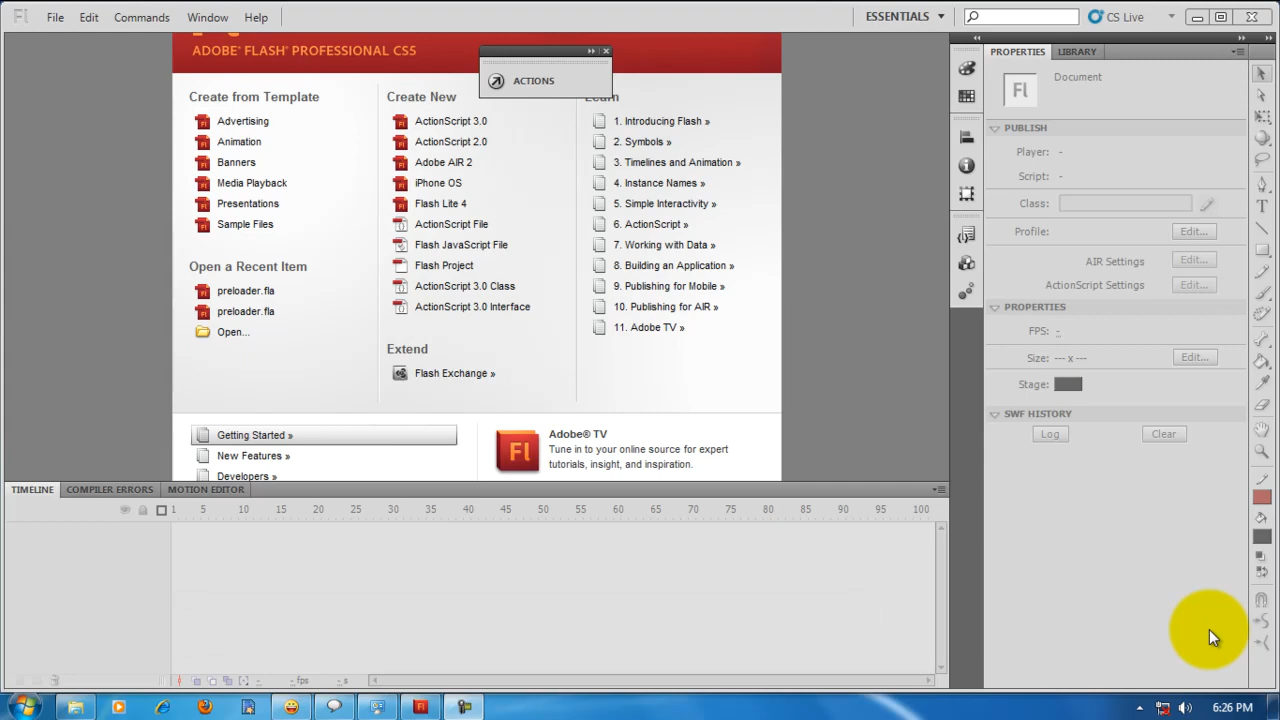 Fl File Edit Commands Window Help
ESSENTIALS CS Live
ADOBE® FLASH® PROFESSIONAL CS5
ACTIONS
Create from Template
Advertising
Animation
Banners
Media Playback
Presentations
Sample Files
Open a Recent Item
preloader.fla
preloader.fla
Open...
Create New
ActionScript 3.0
ActionScript 2.0
Adobe AIR 2
iPhone OS
Flash Lite 4
ActionScript File
Flash JavaScript File
Flash Project
ActionScript 3.0 Class
ActionScript 3.0 Interface
Extend
Flash Exchange »
Learn
1. Introducing Flash »
2. Symbols »
3. Timelines and Animation »
4. Instance Names »
5. Simple Interactivity »
6. ActionScript »
7. Working with Data »
8. Building an Application »
9. Publishing for Mobile »
10. Publishing for AIR »
11. Adobe TV »
Getting Started »
New Features »
Developers »
Fl
Adobe® TV
Tune in to your online source for expert
tutorials, insight, and inspiration.
PROPERTIES LIBRARY
Fl Document
PUBLISH
Player: -
Script: -
Class:
Profile: Edit...
AIR Settings Edit...
ActionScript Settings Edit...
PROPERTIES
FPS: -
Size: --- x --- Edit...
Stage:
SWF HISTORY
Log Clear
TIMELINE COMPILER ERRORS MOTION EDITOR
1 5 10 15 20 25 30 35 40 45 50 55 60 65 70 75 80 85 90 95 100
- -- fps -- s
6:26 PM